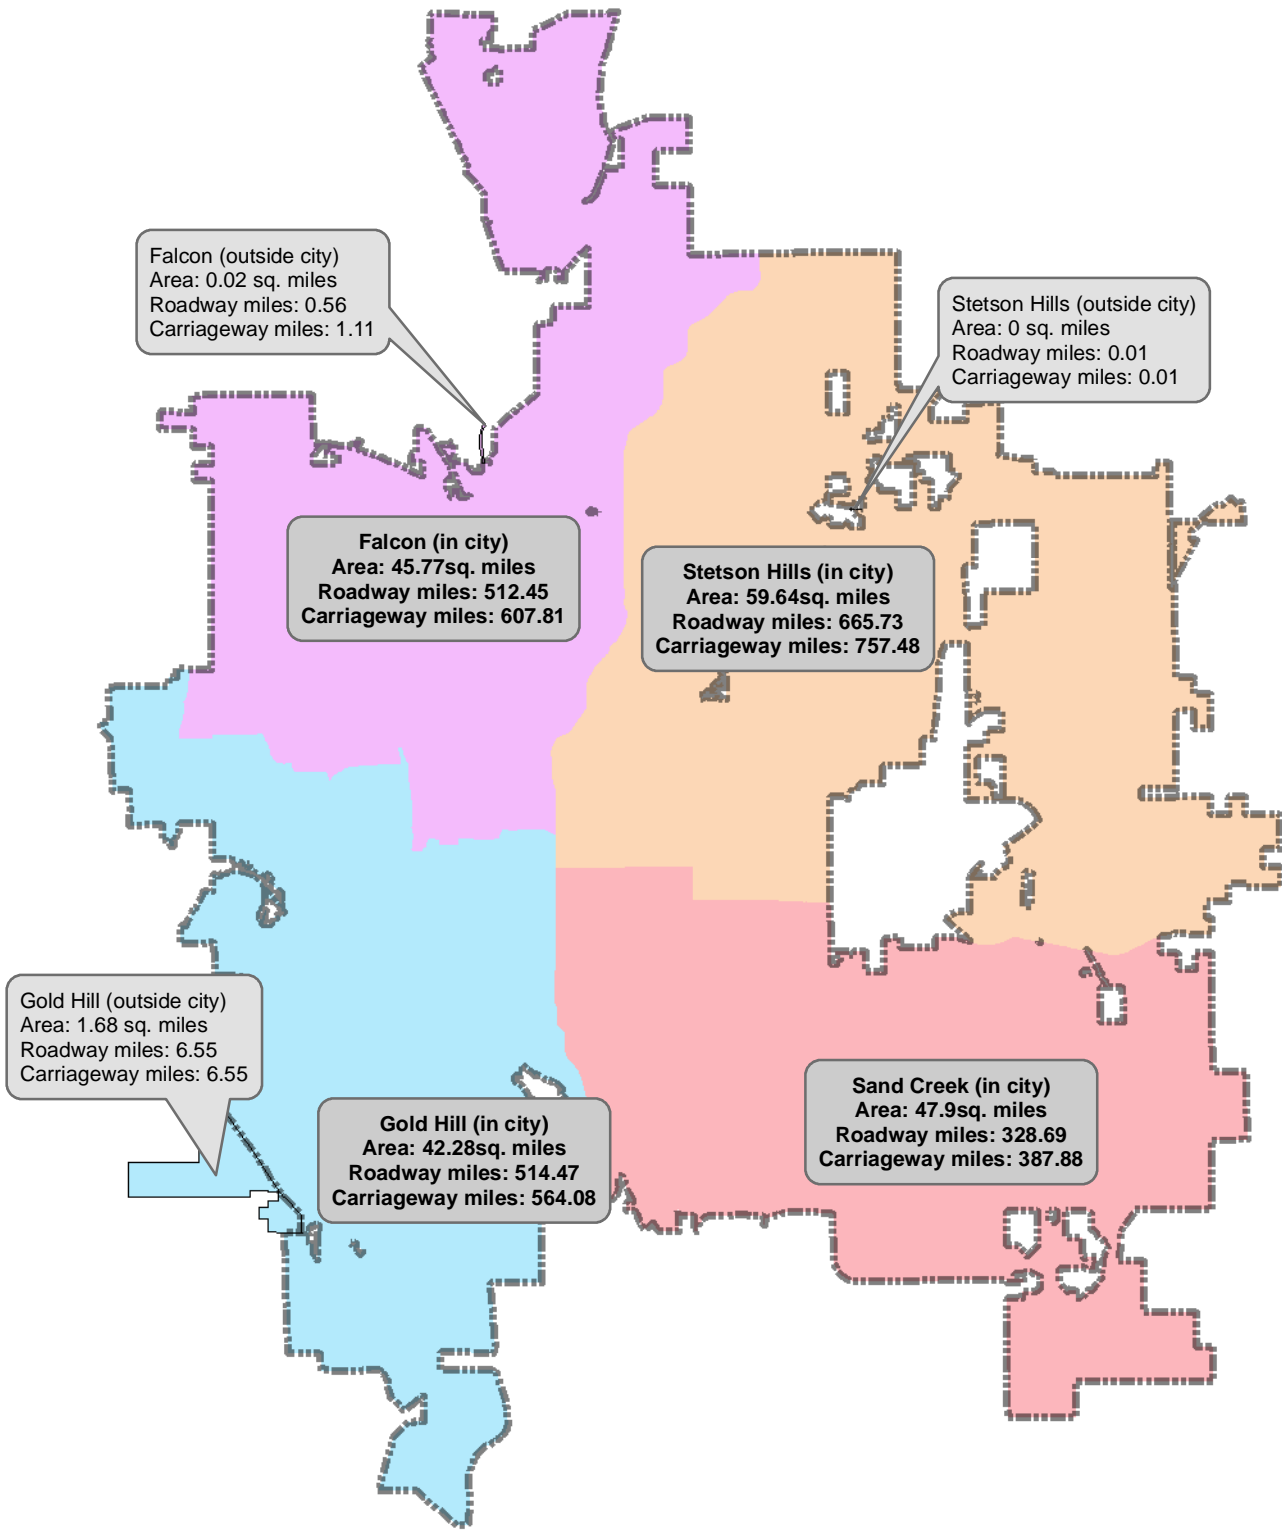 Falcon (outside city)
Area: 0.02 sq. miles
Roadway miles: 0.56
Carriageway miles: 1.11
Stetson Hills (outside city)
Area: 0 sq. miles
Roadway miles: 0.01
Carriageway miles: 0.01
Falcon (in city)
Area: 45.77sq. miles
Roadway miles: 512.45
Carriageway miles: 607.81
Stetson Hills (in city)
Area: 59.64sq. miles
Roadway miles: 665.73
Carriageway miles: 757.48
Gold Hill (outside city)
Area: 1.68 sq. miles
Roadway miles: 6.55
Carriageway miles: 6.55
Gold Hill (in city)
Area: 42.28sq. miles
Roadway miles: 514.47
Carriageway miles: 564.08
Sand Creek (in city)
Area: 47.9sq. miles
Roadway miles: 328.69
Carriageway miles: 387.88